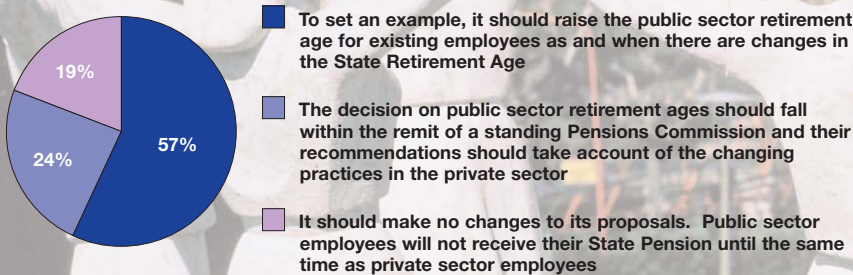 19%
24%
57%
To set an example, it should raise the public sector retirement
age for existing employees as and when there are changes in
the State Retirement Age
The decision on public sector retirement ages should fall
within the remit of a standing Pensions Commission and their
recommendations should take account of the changing
practices in the private sector
It should make no changes to its proposals.  Public sector
employees will not receive their State Pension until the same
time as private sector employees